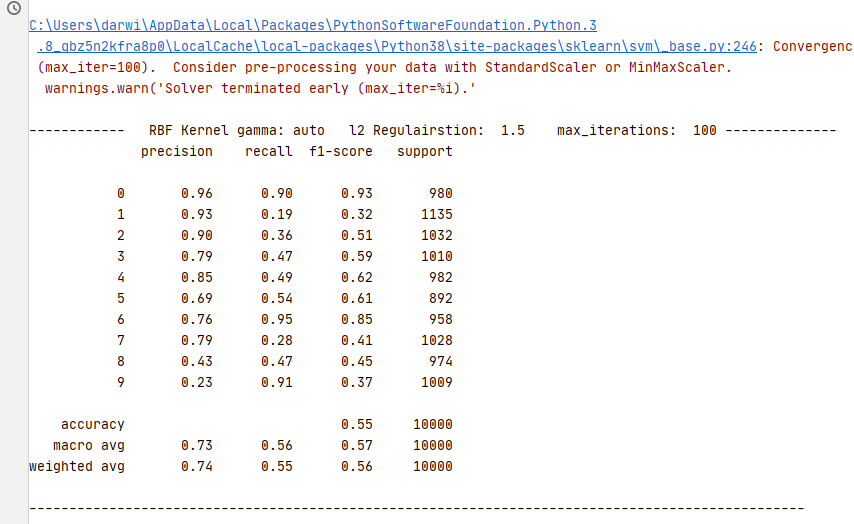 C:\Users\darwi\AppData\Local\Packages\PythonSoftwareFoundation.Python.3
.8_qbz5n2kfra8p0\LocalCache\local-packages\Python38\site-packages\sklearn\svm\_base.py:246: Convergenc
(max_iter=100).  Consider pre-processing your data with StandardScaler or MinMaxScaler.
warnings.warn('Solver terminated early (max_iter=%i).'
------------   RBF Kernel gamma: auto   l2 Regulairstion:  1.5    max_iterations:  100 --------------
precision    recall  f1-score   support
0       0.96      0.90      0.93       980
1       0.93      0.19      0.32      1135
2       0.90      0.36      0.51      1032
3       0.79      0.47      0.59      1010
4       0.85      0.49      0.62       982
5       0.69      0.54      0.61       892
6       0.76      0.95      0.85       958
7       0.79      0.28      0.41      1028
8       0.43      0.47      0.45       974
9       0.23      0.91      0.37      1009
accuracy                           0.55     10000
macro avg       0.73      0.56      0.57     10000
weighted avg       0.74      0.55      0.56     10000
-------------------------------------------------------------------------------------------------